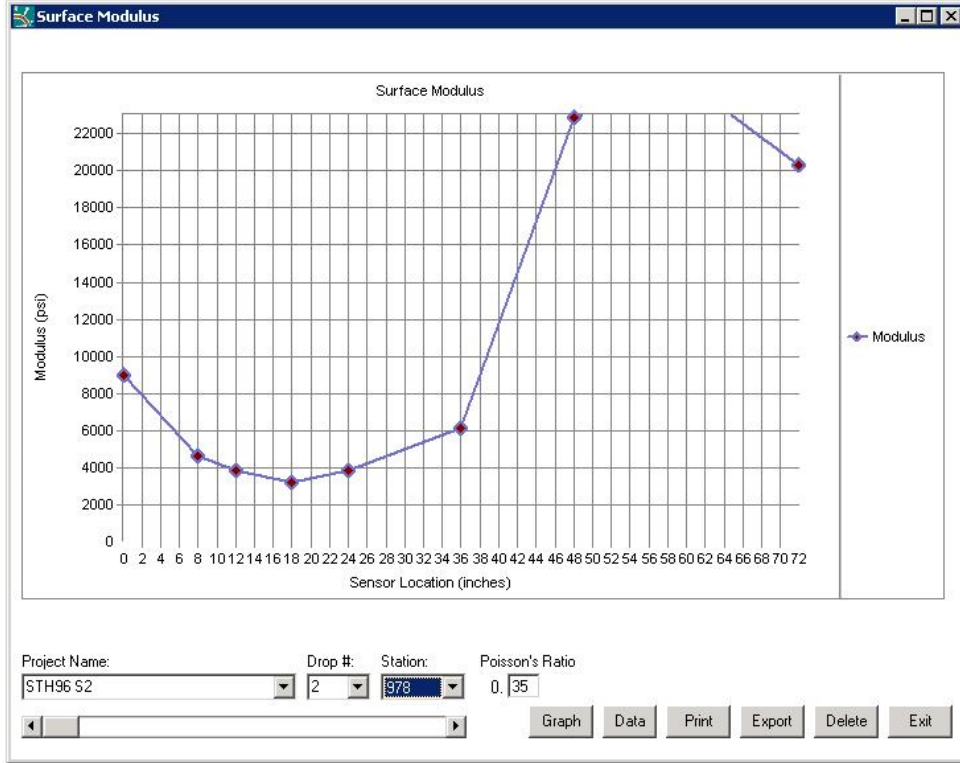 Surface Modulus
Surface Modulus
22000
20000
18000
16000
14000
12000
10000
8000
6000
4000
2000
0
Modulus (psi)
0 2 4 6 8 10 12 14 16 18 20 22 24 26 28 30 32 34 36 38 40 42 44 46 48 50 52 54 56 58 60 62 64 66 68 70 72
Sensor Location (inches)
Modulus
Project Name: Drop #: Station: Poisson's Ratio
STH96 S2 2 978 0. 35
Graph Data Print Export Delete Exit